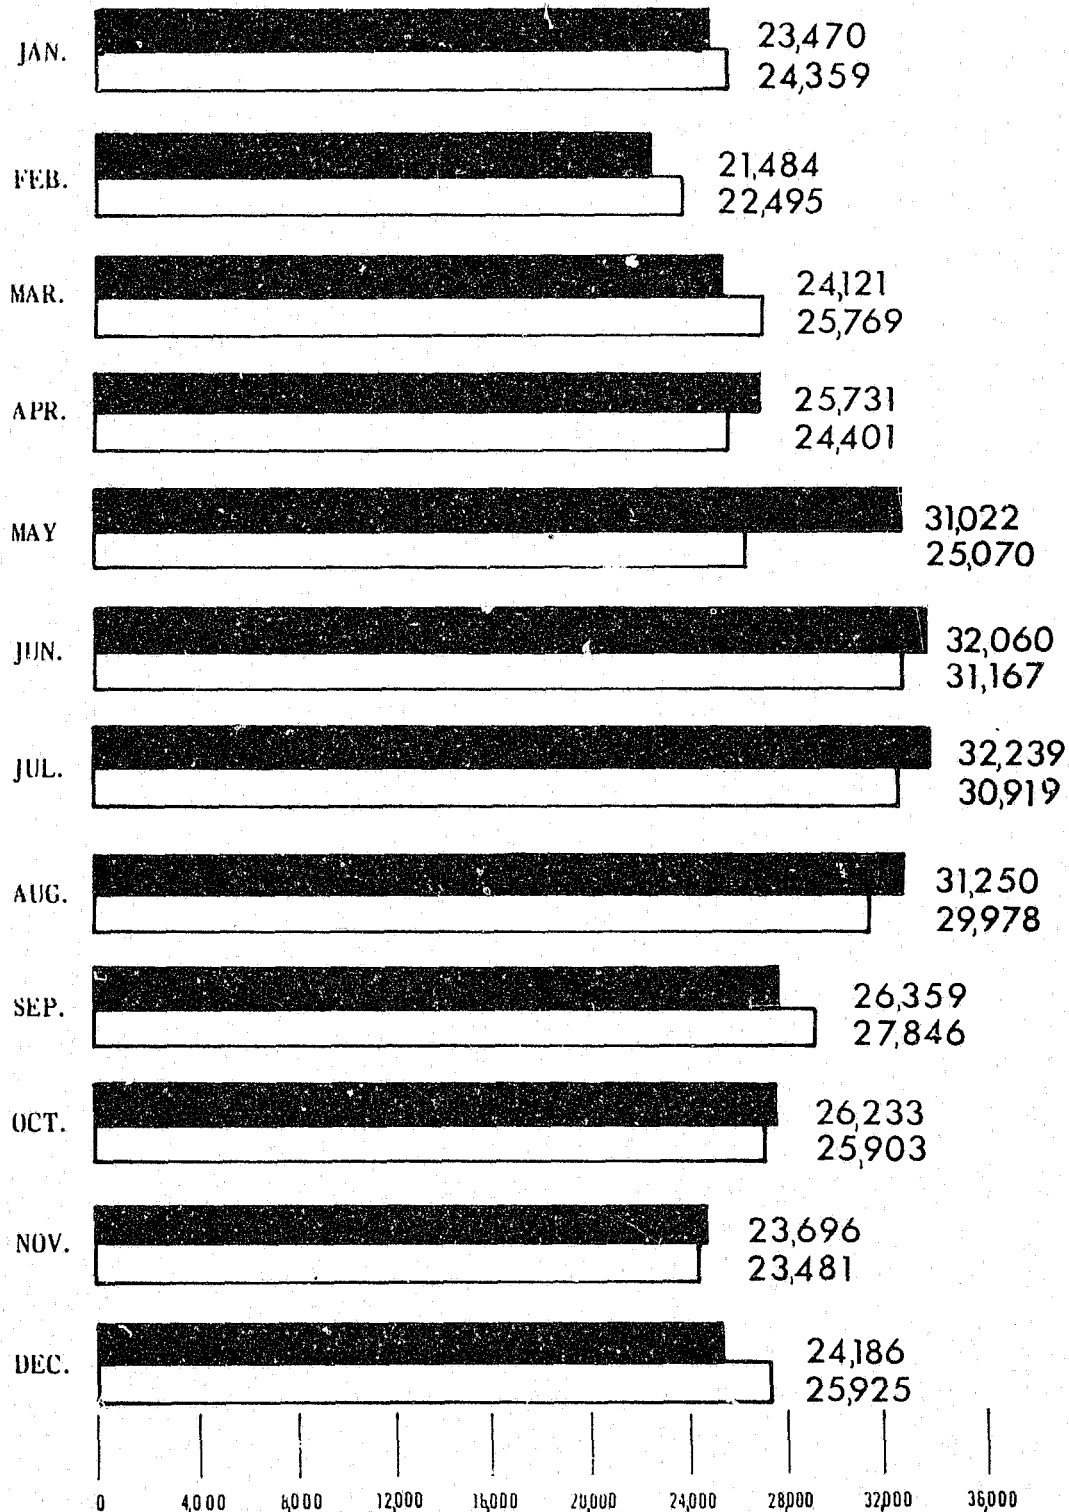 JAN.
23,470
24,359
FEB.
21,484
22,495
MAR.
24,121
25,769
APR.
25,731
24,401
MAY
31,022
25,070
JUN.
32,060
31,167
JUL.
32,239
30,919
AUG.
31,250
29,978
SEP.
26,359
27,846
OCT.
26,233
25,903
NOV.
23,696
23,481
DEC.
24,186
25,925
0 4,000 8,000 12,000 16,000 20,000 24,000 28,000 32,000 36,000